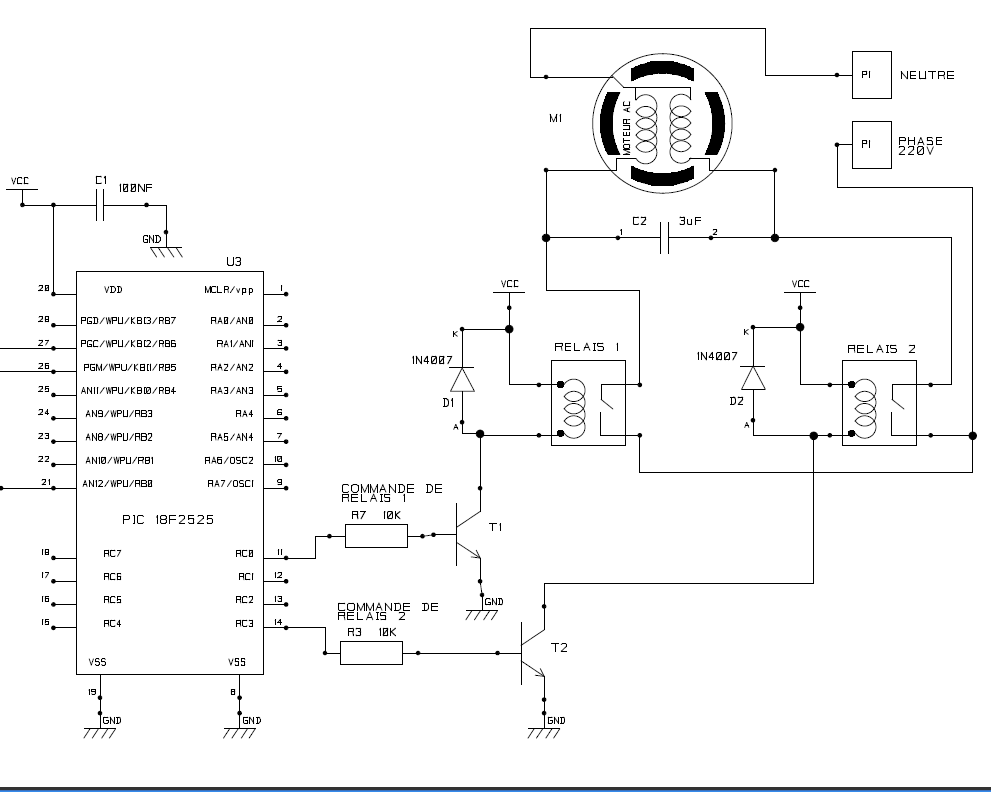 NEUTRE
PI
M1
MOTEUR AC
PHASE
220V
PI
VCC
C1
100NF
GND
C2
3uF
1
2
U3
VCC
VCC
20
VDD
MCLR/vpp
1
28
PGD/WPU/KBI3/RB7
RA0/AN0
2
27
PGC/WPU/KBI2/RB6
RA1/AN1
3
26
PGM/WPU/KBI1/RB5
RA2/AN2
4
25
AN11/WPU/KBI0/RB4
RA3/AN3
5
24
AN9/WPU/RB3
RA4
6
23
AN8/WPU/RB2
RA5/AN4
7
22
AN10/WPU/RB1
RA6/OSC2
10
21
AN12/WPU/RB0
RA7/OSC1
9
PIC 18F2525
18
RC7
RC0
11
17
RC6
RC1
12
16
RC5
RC2
13
15
RC4
RC3
14
VSS
VSS
19
8
GND
GND
K
1N4007
D1
A
RELAIS 1
K
1N4007
D2
A
RELAIS 2
COMMANDE DE
RELAIS 1
R7 10K
T1
GND
COMMANDE DE
RELAIS 2
R3 10K
T2
GND